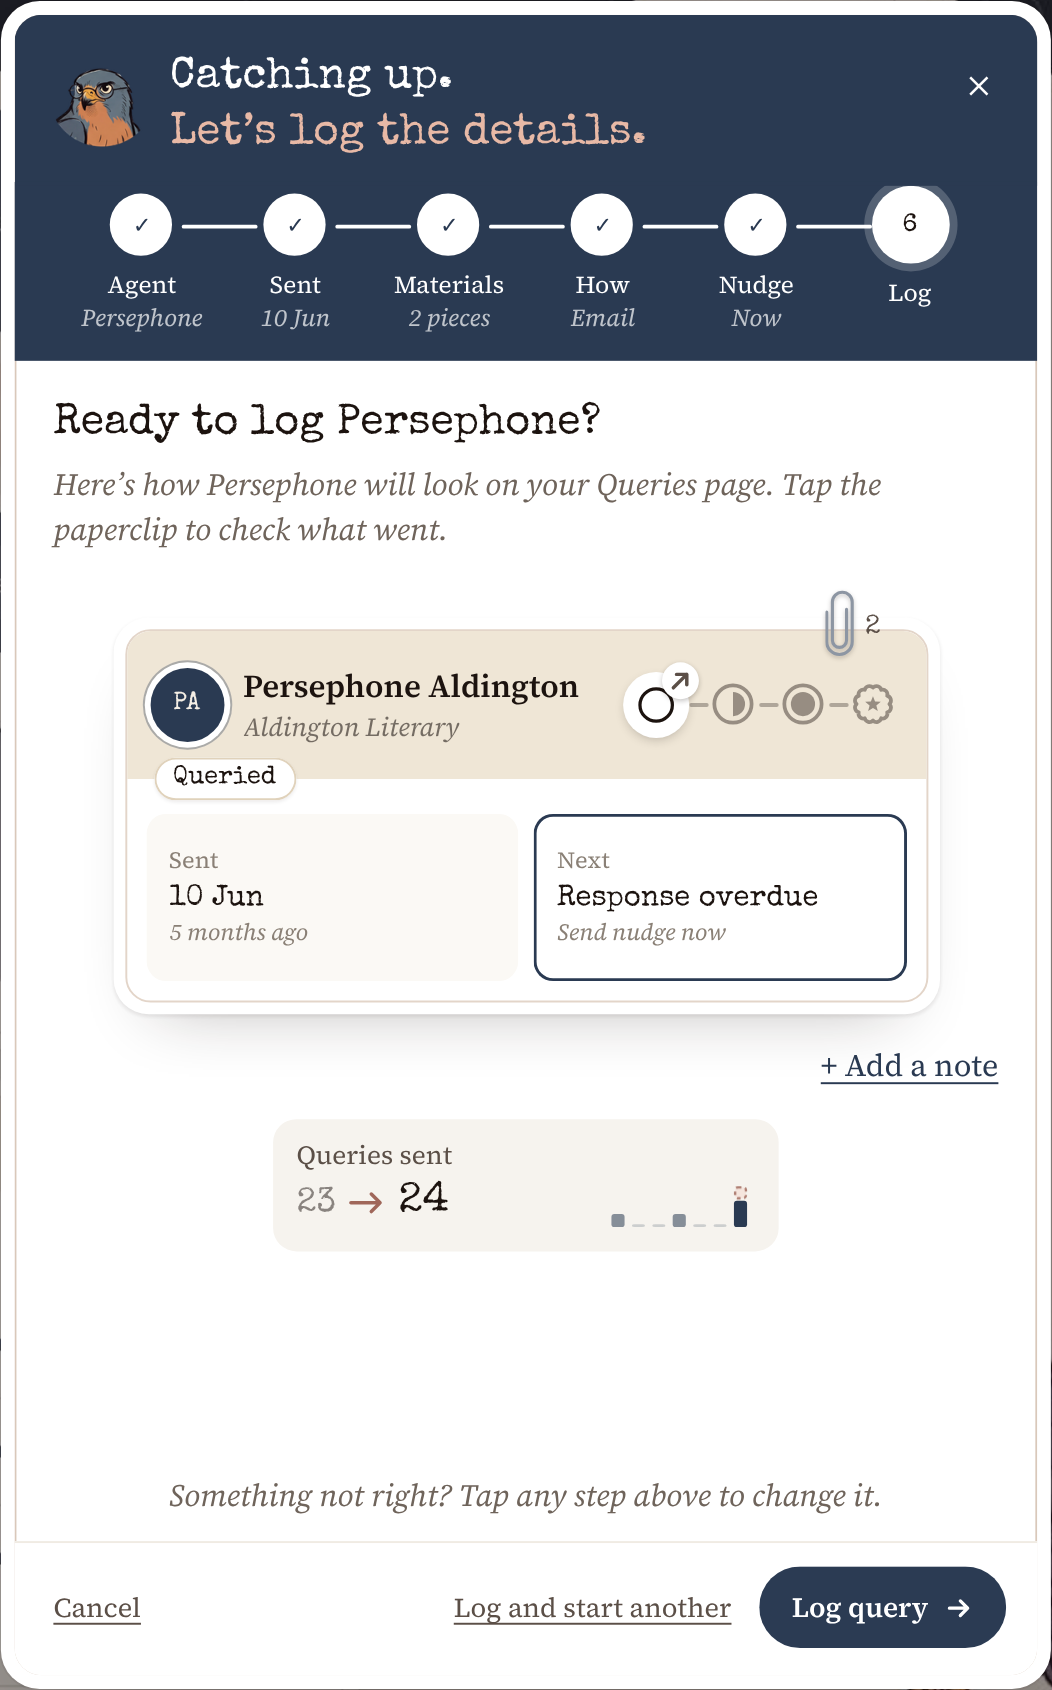 Catching up.
Let's log the details.
✓ ✓ ✓ ✓ ✓ 6
Agent Sent Materials How Nudge Log
Persephone 10 Jun 2 pieces Email Now
Ready to log Persephone?
Here's how Persephone will look on your Queries page. Tap the
paperclip to check what went.
2
PA
Persephone Aldington
Aldington Literary
Queried
Sent
10 Jun
5 months ago
Next
Response overdue
Send nudge now
+ Add a note
Queries sent
23 → 24
Something not right? Tap any step above to change it.
Cancel
Log and start another
Log query →